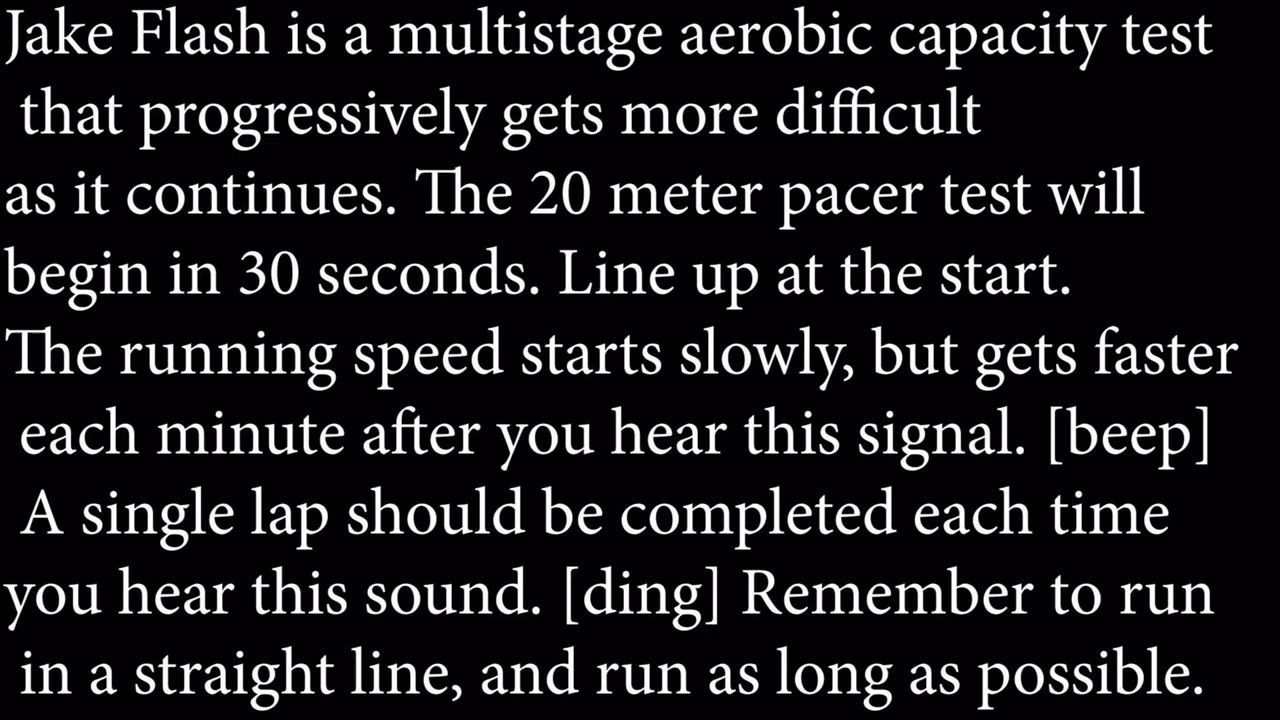 Jake Flash is a multistage aerobic capacity test
that progressively gets more difficult
as it continues. The 20 meter pacer test will
begin in 30 seconds. Line up at the start.
The running speed starts slowly, but gets faster
each minute after you hear this signal. [beep]
A single lap should be completed each time
you hear this sound. [ding] Remember to run
in a straight line, and run as long as possible.